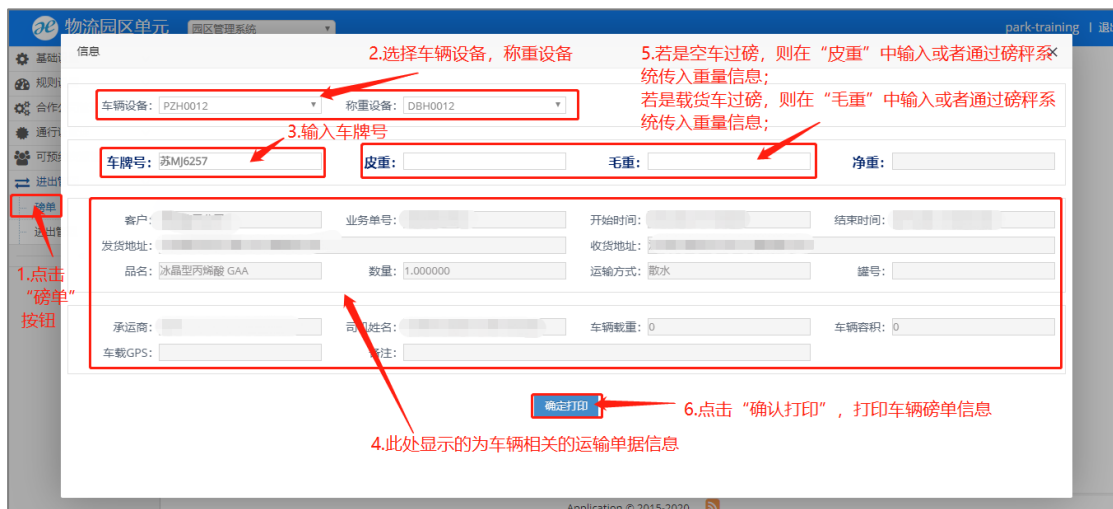 物流园区单元 园区管理系统 park-training | 退出
基础
规则
合作
通行
可预
进出管
磅单
进出管
信息
2.选择车辆设备，称重设备
5.若是空车过磅，则在“皮重”中输入或者通过磅秤系
统传入重量信息；
若是载货车过磅，则在“毛重”中输入或者通过磅秤系
统传入重量信息；
车辆设备： PZH0012 称重设备： DBH0012
3.输入车牌号
车牌号： 苏MJ6257 皮重： 毛重： 净重：
客户： 业务单号： 开始时间： 结束时间：
发货地址： 收货地址：
品名： 冰晶型丙烯酸 GAA 数量： 1.000000 运输方式： 散水 罐号：
1.点击
“磅单”
按钮
承运商： 司机姓名： 车辆载重： 0 车辆容积： 0
车载GPS： 备注：
确定打印
6.点击“确认打印”，打印车辆磅单信息
4.此处显示的为车辆相关的运输单据信息
Application © 2015-2020